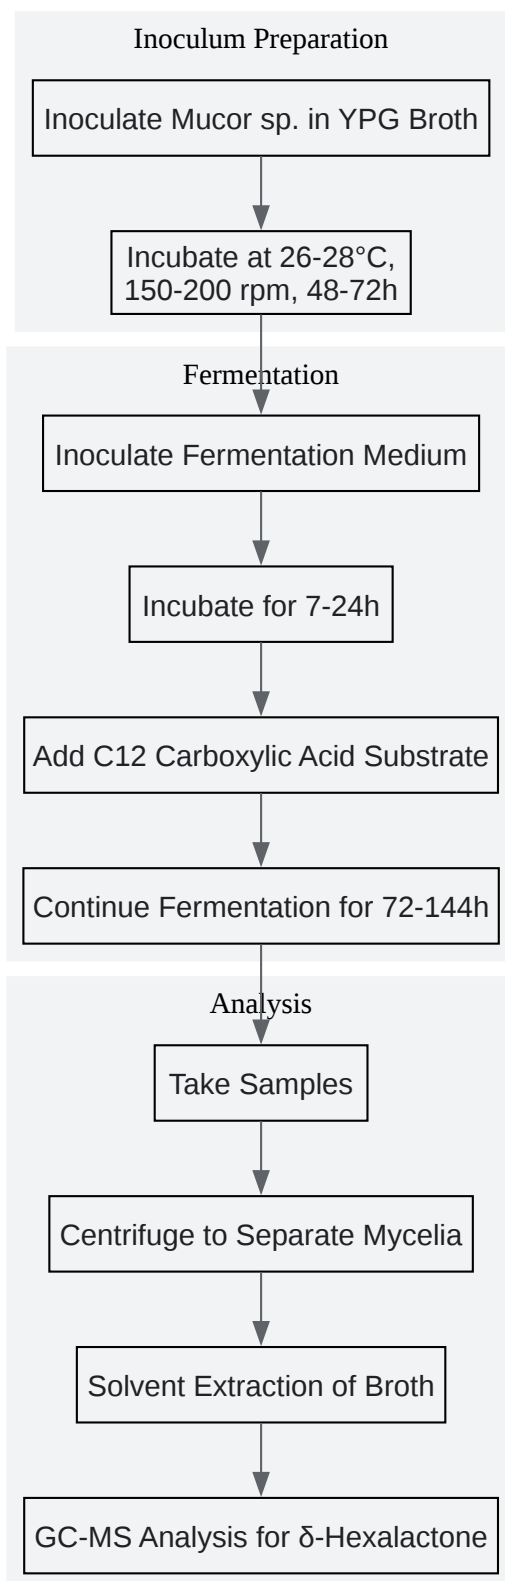 Inoculum Preparation
Inoculate Mucor sp. in YPG Broth
Incubate at 26-28°C,
150-200 rpm, 48-72h
Fermentation
Inoculate Fermentation Medium
Incubate for 7-24h
Add C12 Carboxylic Acid Substrate
Continue Fermentation for 72-144h
Analysis
Take Samples
Centrifuge to Separate Mycelia
Solvent Extraction of Broth
GC-MS Analysis for δ-Hexalactone